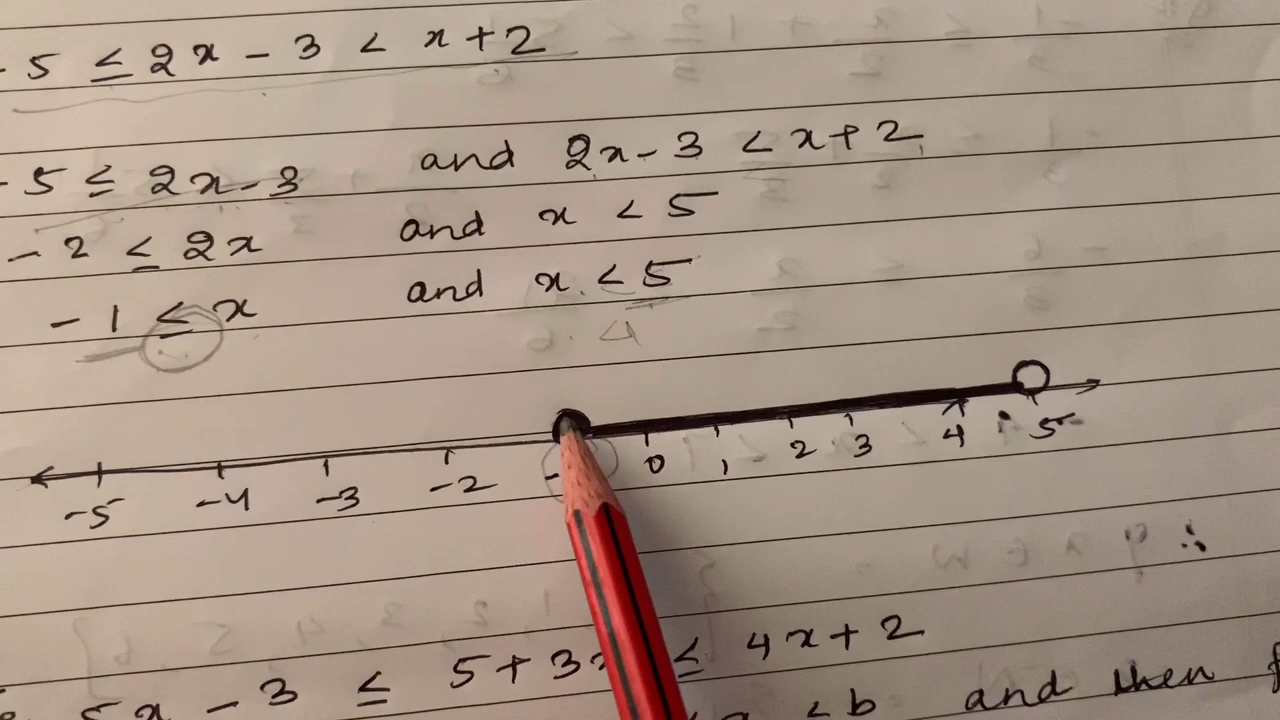 - 5 ≤ 2x - 3 < x + 2
- 5 ≤ 2x - 3 and 2x - 3 < x + 2
- 2 ≤ 2x and x < 5
- 1 ≤ x and x < 5
-5 -4 -3 -2 0 1 2 3 4 5
5x - 3 ≤ 5 + 3x ≤ 4x + 2
< b and then